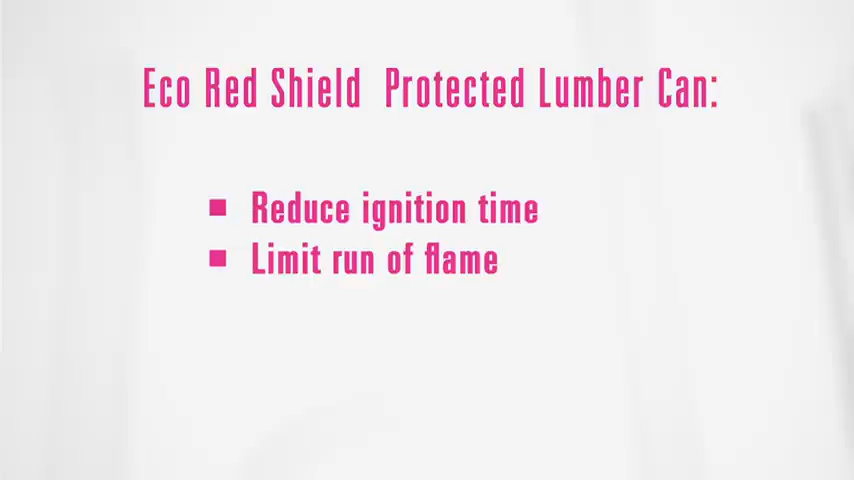 Eco Red Shield  Protected Lumber Can:
▪ Reduce ignition time
▪ Limit run of flame